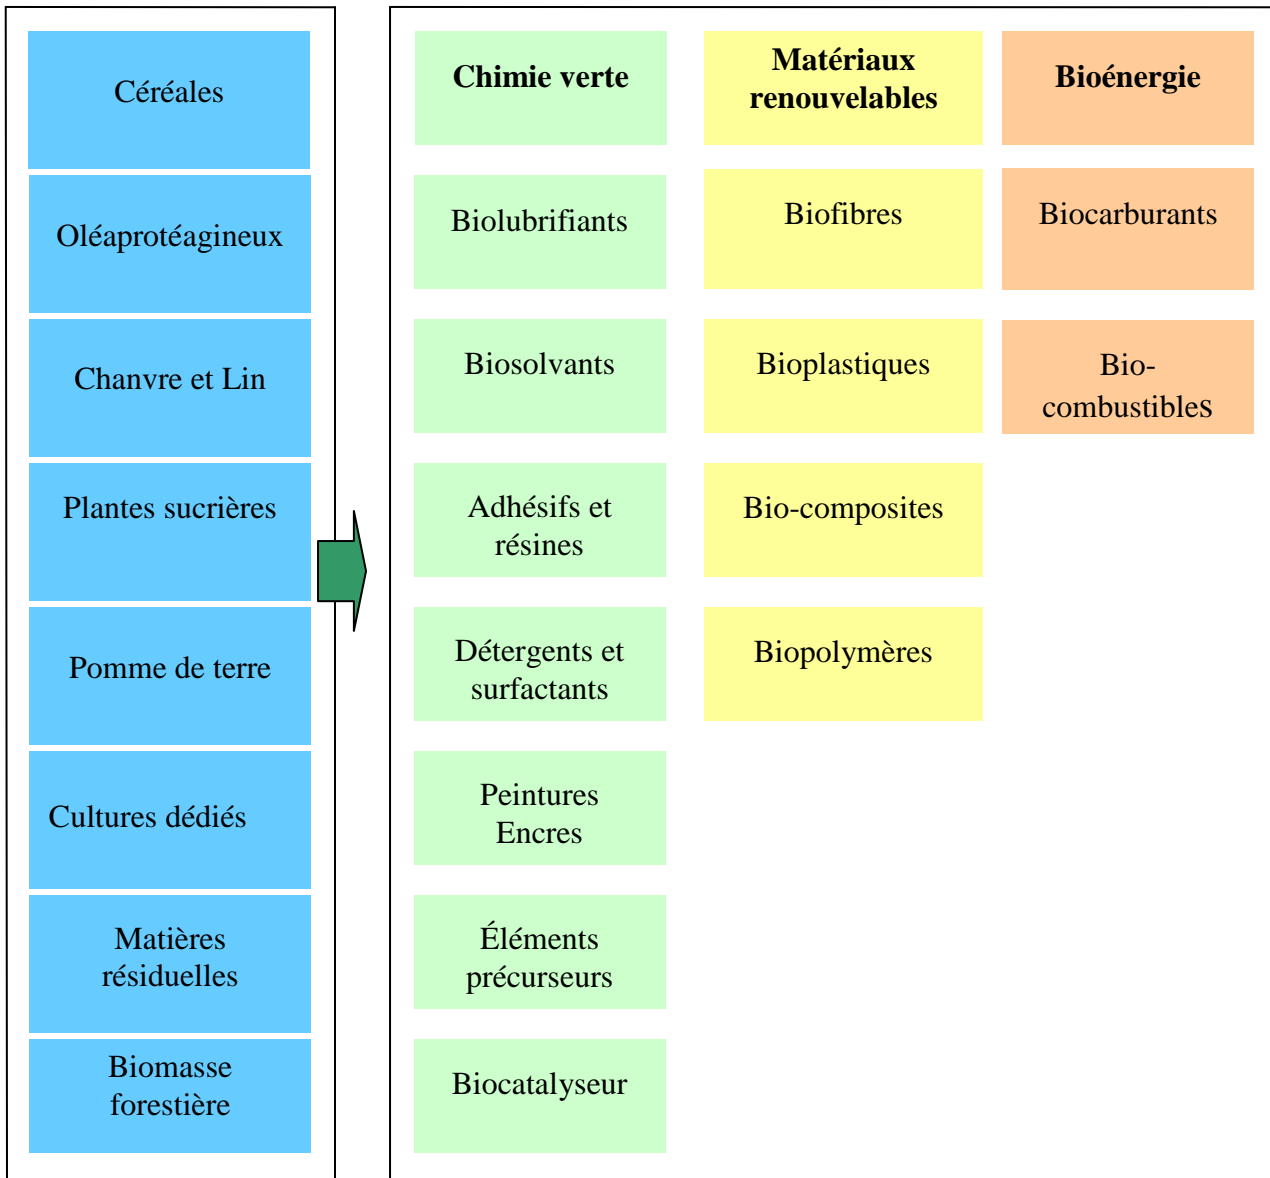 Céréales
Oléaprotéagineux
Chanvre et Lin
Plantes sucrières
Pomme de terre
Cultures dédiés
Matières
résiduelles
Biomasse
forestière
Chimie verte
Biolubrifiants
Biosolvants
Adhésifs et
résines
Détergents et
surfactants
Peintures
Encres
Éléments
précurseurs
Biocatalyseur
Matériaux
renouvelables
Biofibres
Bioplastiques
Bio-composites
Biopolymères
Bioénergie
Biocarburants
Bio-
combustibles